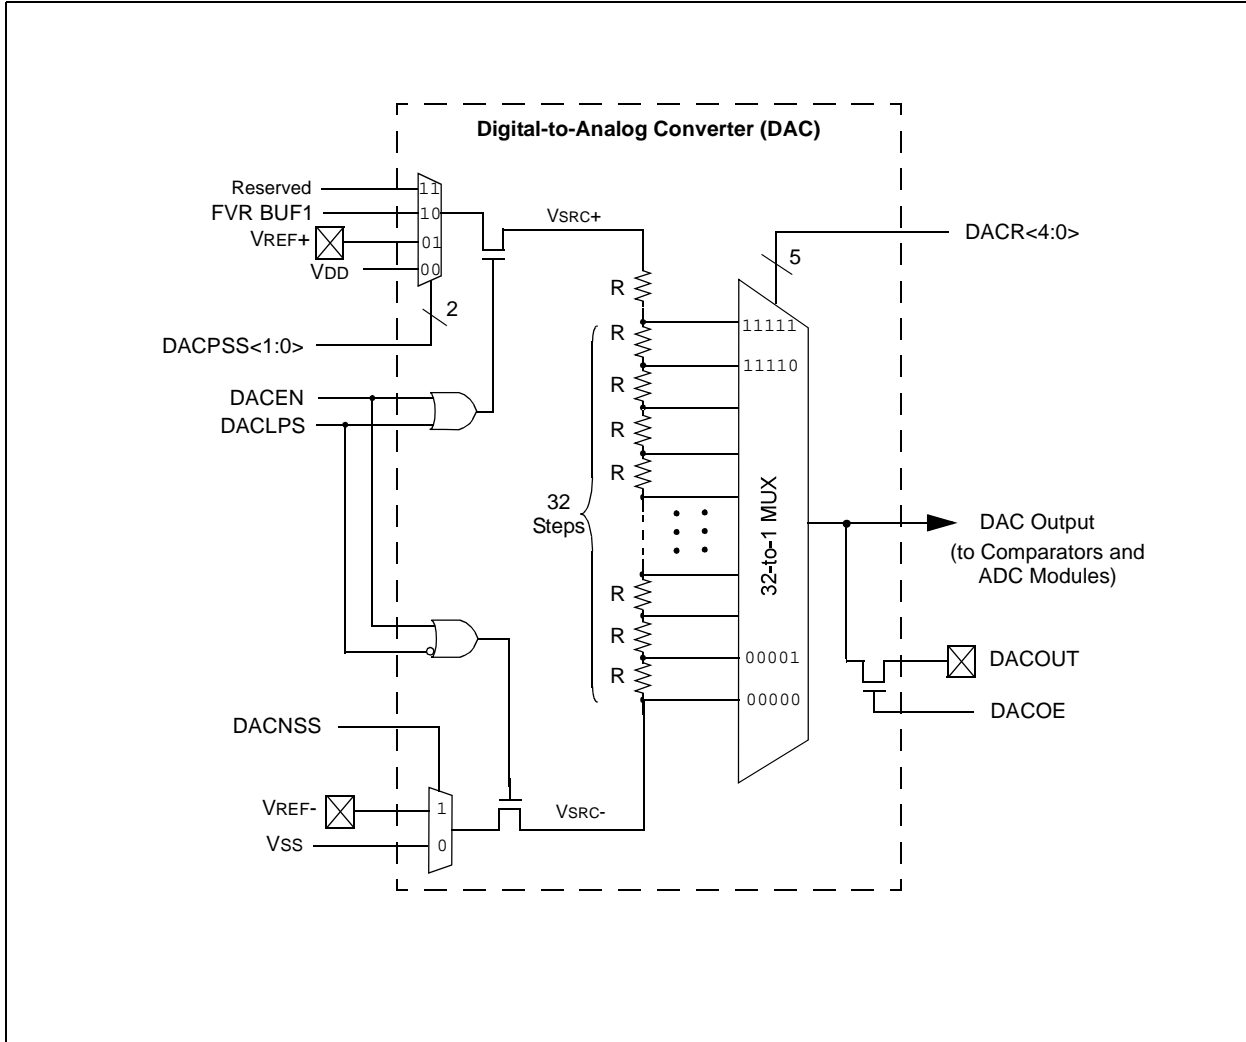 Digital-to-Analog Converter (DAC)
Reserved
11
FVR BUF1
10
VREF+
01
VDD
00
VSRC+
DACR<4:0>
5
2
DACPSS<1:0>
DACEN
DACLPS
R
R
R
R
R
R
R
R
11111
11110
32
Steps
32-to-1 MUX
DAC Output
(to Comparators and
ADC Modules)
00001
00000
DACOUT
DACOE
DACNSS
VREF-
1
VSS
0
VSRC-